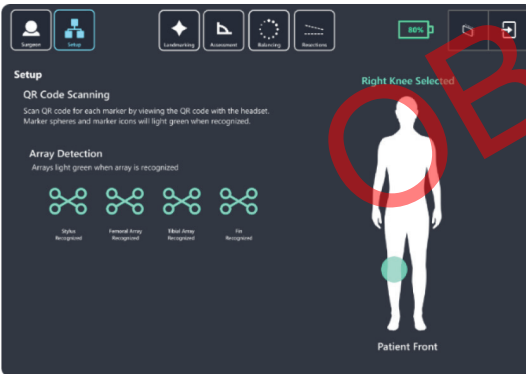 80%
Surgeon
Setup
Landmarking
Assessment
Balancing
Resections
Setup
Right Knee Selected
QR Code Scanning
Scan QR code for each marker by viewing the QR code with the headset.
Marker spheres and marker icons will light green when recognized.
Array Detection
Arrays light green when array is recognized
Stylus
Recognized
Femoral Array
Recognized
Tibial Array
Recognized
Fin
Recognized
Patient Front
OB